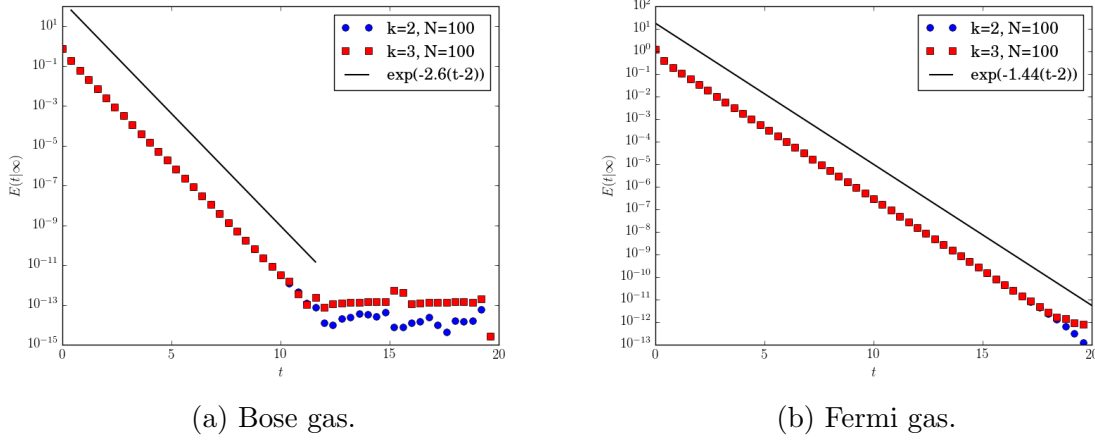 10^1
10^-1
10^-3
10^-5
10^-7
10^-9
10^-11
10^-13
10^-15
E(t|∞)
0 5 10 15 20
t
k=2, N=100
k=3, N=100
exp(-2.6(t-2))
(a) Bose gas.
10^2
10^1
10^0
10^-1
10^-2
10^-3
10^-4
10^-5
10^-6
10^-7
10^-8
10^-9
10^-10
10^-11
10^-12
10^-13
E(t|∞)
0 5 10 15 20
t
k=2, N=100
k=3, N=100
exp(-1.44(t-2))
(b) Fermi gas.